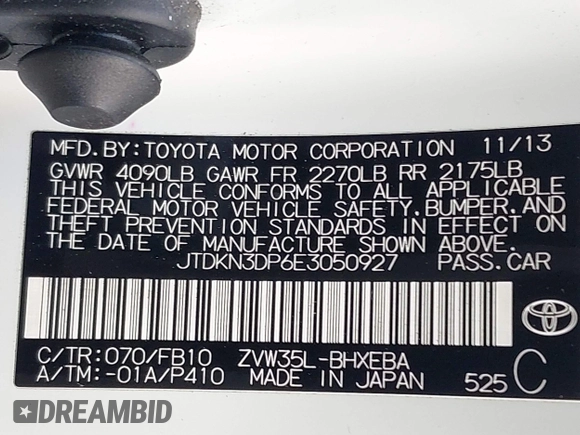 MFD. BY: TOYOTA MOTOR CORPORATION 11/13
GVWR 4090LB GAWR FR 2270LB RR 2175LB
THIS VEHICLE CONFORMS TO ALL APPLICABLE
FEDERAL MOTOR VEHICLE SAFETY, BUMPER, AND
THEFT PREVENTION STANDARDS IN EFFECT ON
THE DATE OF MANUFACTURE SHOWN ABOVE.
JTDKN3DP6E3050927 PASS. CAR
C/TR: 070/FB10 ZVW35L-BHXEBA
A/TM: -01A/P410 MADE IN JAPAN 525 C
DREAMBID